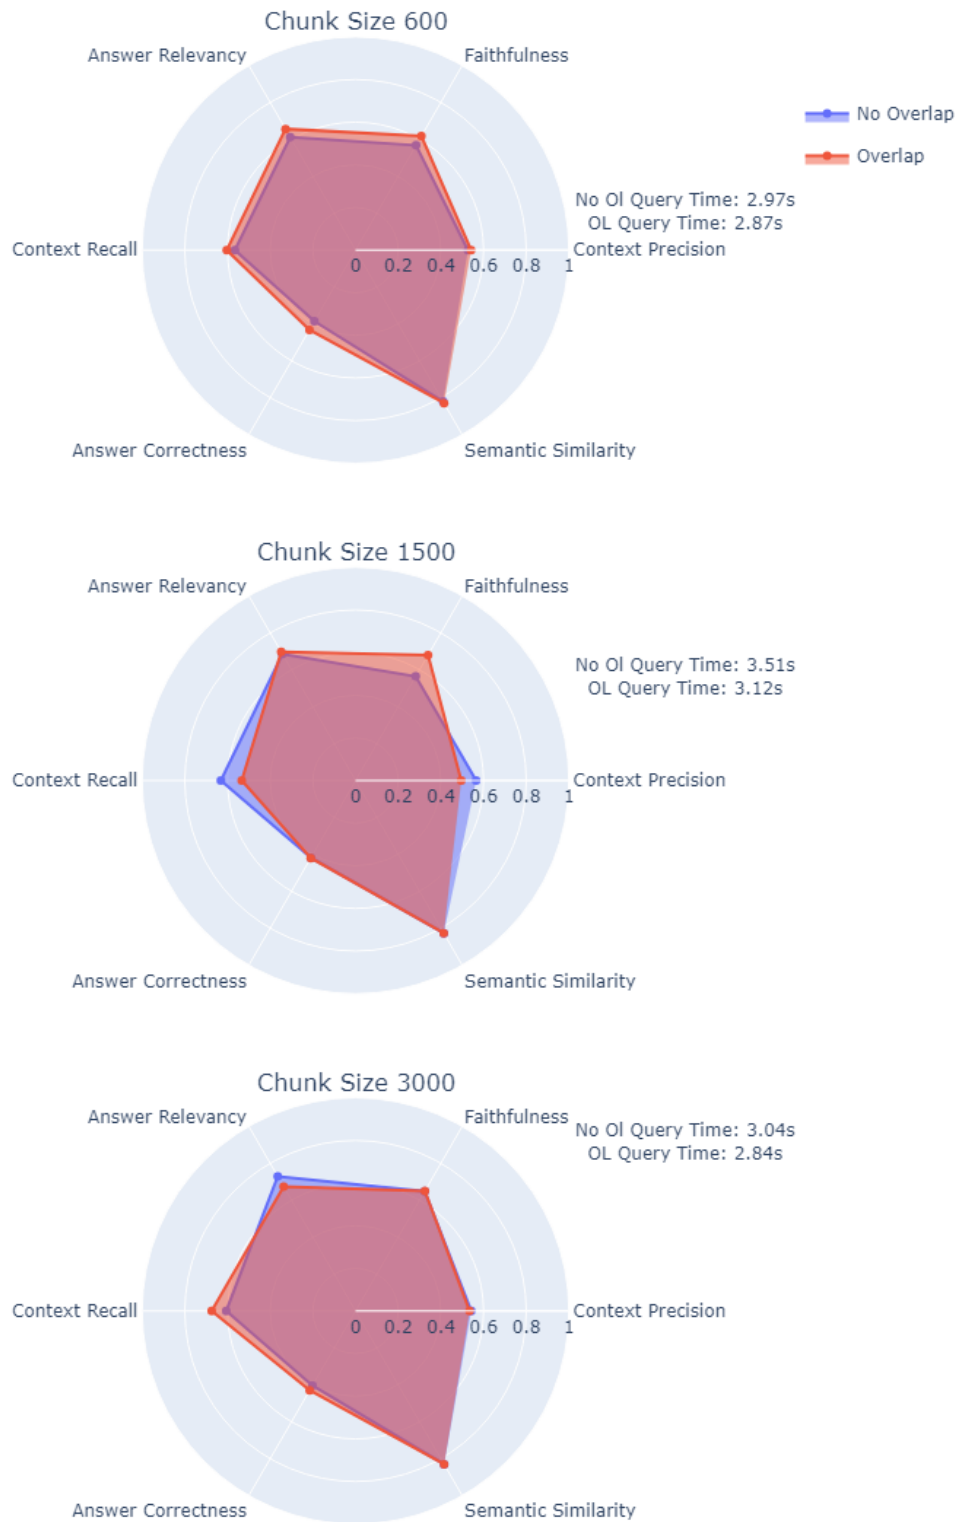 Chunk Size 600
Answer Relevancy
Faithfulness
No Overlap
Overlap
No Ol Query Time: 2.97s
OL Query Time: 2.87s
Context Recall
0 0.2 0.4 0.6 0.8 1
Context Precision
Answer Correctness
Semantic Similarity
Chunk Size 1500
Answer Relevancy
Faithfulness
No Ol Query Time: 3.51s
OL Query Time: 3.12s
Context Recall
0 0.2 0.4 0.6 0.8 1
Context Precision
Answer Correctness
Semantic Similarity
Chunk Size 3000
Answer Relevancy
Faithfulness
No Ol Query Time: 3.04s
OL Query Time: 2.84s
Context Recall
0 0.2 0.4 0.6 0.8 1
Context Precision
Answer Correctness
Semantic Similarity